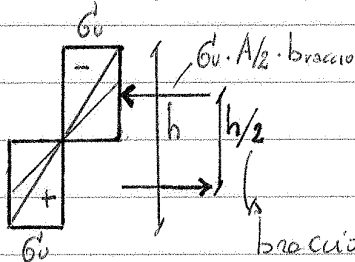 σ₀
- σ₀ · A/2 · braccio
h h/2
+
σ₀ braccio